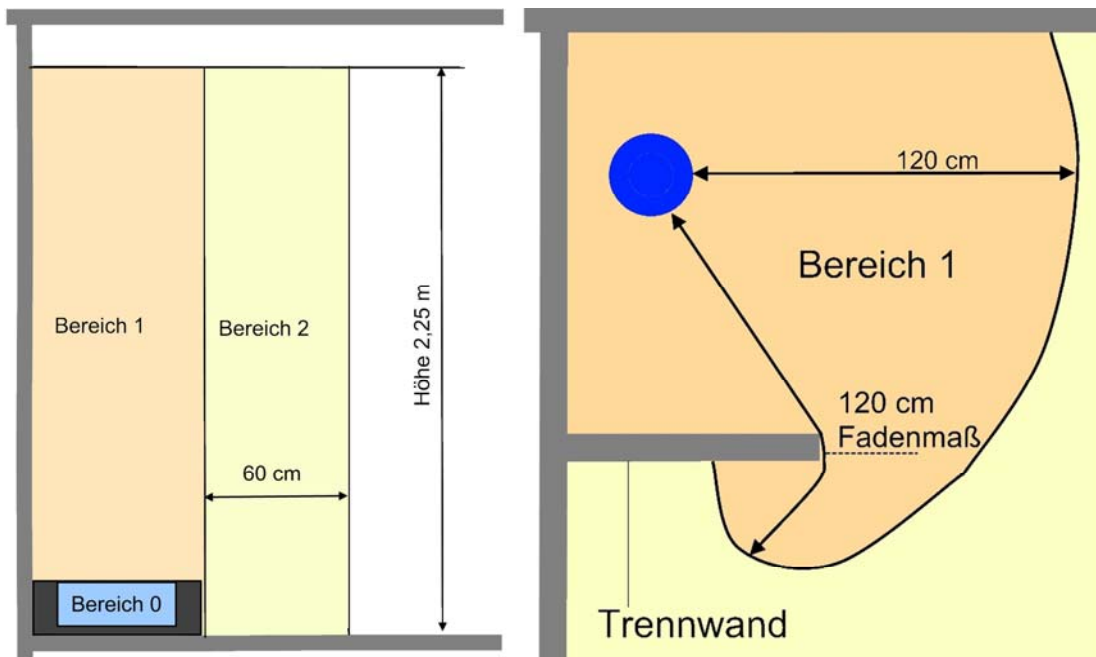 Bereich 1
Bereich 2
Höhe 2,25 m
60 cm
Bereich 0
120 cm
Bereich 1
120 cm
Fadenmaß
Trennwand